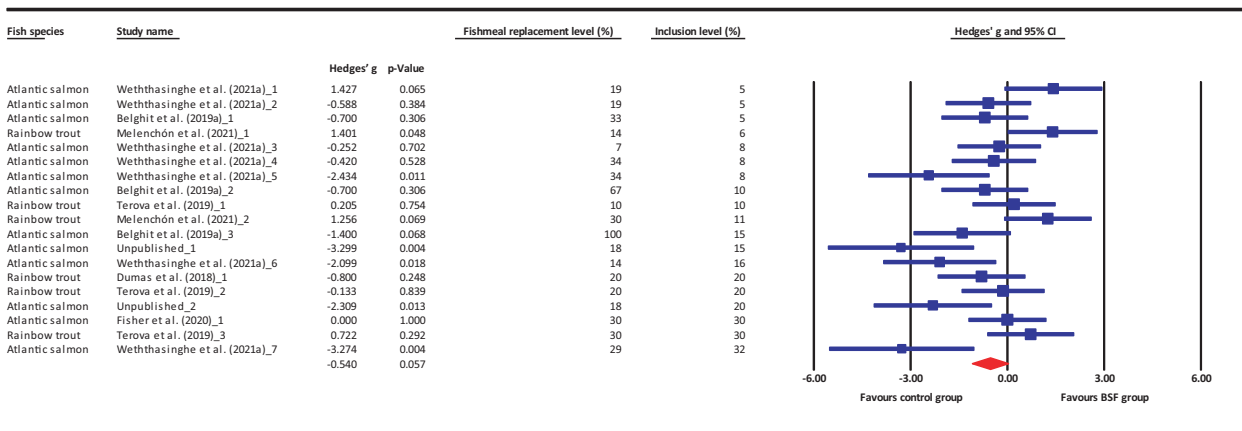 Fish species Study name Fishmeal replacement level (%) Inclusion level (%) Hedges' g and 95% CI
Hedges’ g p-Value
Atlantic salmon Weththasinghe et al. (2021a)_1 1.427 0.065 19 5
Atlantic salmon Weththasinghe et al. (2021a)_2 -0.588 0.384 19 5
Atlantic salmon Belghit et al. (2019a)_1 -0.700 0.306 33 5
Rainbow trout Melenchón et al. (2021)_1 1.401 0.048 14 6
Atlantic salmon Weththasinghe et al. (2021a)_3 -0.252 0.702 7 8
Atlantic salmon Weththasinghe et al. (2021a)_4 -0.420 0.528 34 8
Atlantic salmon Weththasinghe et al. (2021a)_5 -2.434 0.011 34 8
Atlantic salmon Belghit et al. (2019a)_2 -0.700 0.306 67 10
Rainbow trout Terova et al. (2019)_1 0.205 0.754 10 10
Rainbow trout Melenchón et al. (2021)_2 1.256 0.069 30 11
Atlantic salmon Belghit et al. (2019a)_3 -1.400 0.068 100 15
Atlantic salmon Unpublished_1 -3.299 0.004 18 15
Atlantic salmon Weththasinghe et al. (2021a)_6 -2.099 0.018 14 16
Rainbow trout Dumas et al. (2018)_1 -0.800 0.248 20 20
Rainbow trout Terova et al. (2019)_2 -0.133 0.839 20 20
Atlantic salmon Unpublished_2 -2.309 0.013 18 20
Atlantic salmon Fisher et al. (2020)_1 0.000 1.000 30 30
Rainbow trout Terova et al. (2019)_3 0.722 0.292 30 30
Atlantic salmon Weththasinghe et al. (2021a)_7 -3.274 0.004 29 32
-0.540 0.057
-6.00 -3.00 0.00 3.00 6.00
Favours control group Favours BSF group